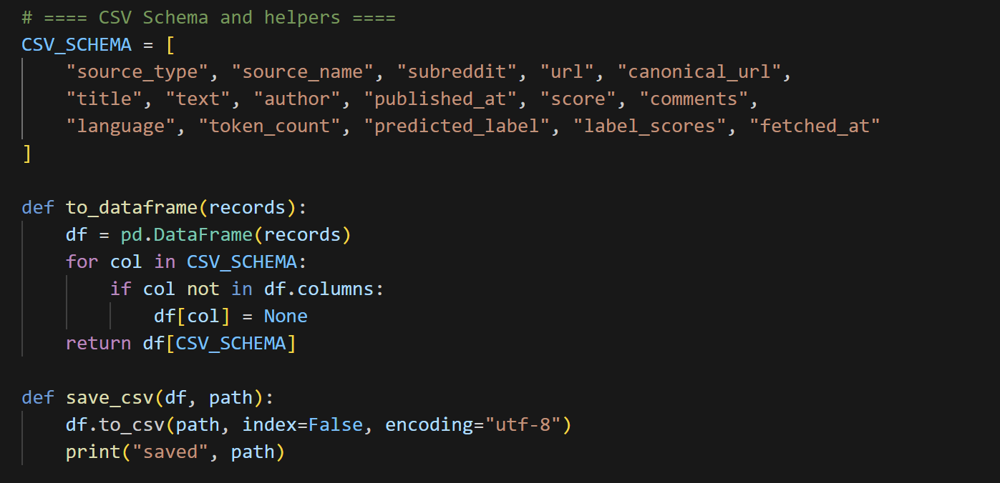 # ==== CSV Schema and helpers ====
CSV_SCHEMA = [
    "source_type", "source_name", "subreddit", "url", "canonical_url",
    "title", "text", "author", "published_at", "score", "comments",
    "language", "token_count", "predicted_label", "label_scores", "fetched_at"
]

def to_dataframe(records):
    df = pd.DataFrame(records)
    for col in CSV_SCHEMA:
        if col not in df.columns:
            df[col] = None
    return df[CSV_SCHEMA]

def save_csv(df, path):
    df.to_csv(path, index=False, encoding="utf-8")
    print("saved", path)